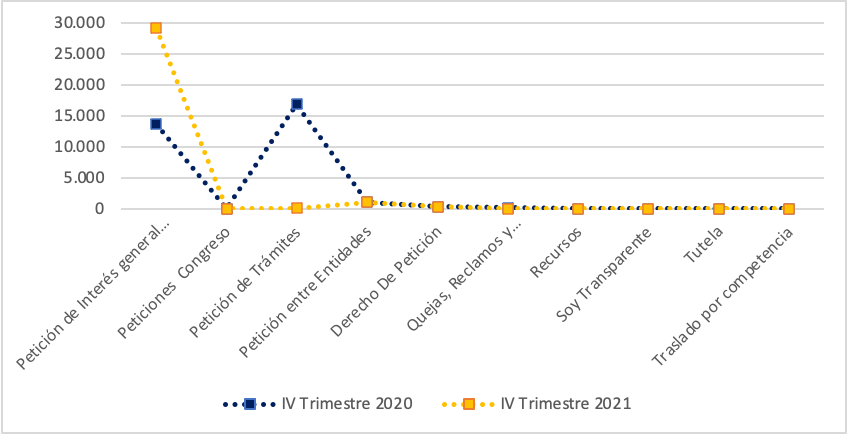 30.000
25.000
20.000
15.000
10.000
5.000
0
Petición de Interés general...
Peticiones Congreso
Petición de Trámites
Petición entre Entidades
Derecho De Petición
Quejas, Reclamos y...
Recursos
Soy Transparente
Tutela
Traslado por competencia
IV Trimestre 2020
IV Trimestre 2021